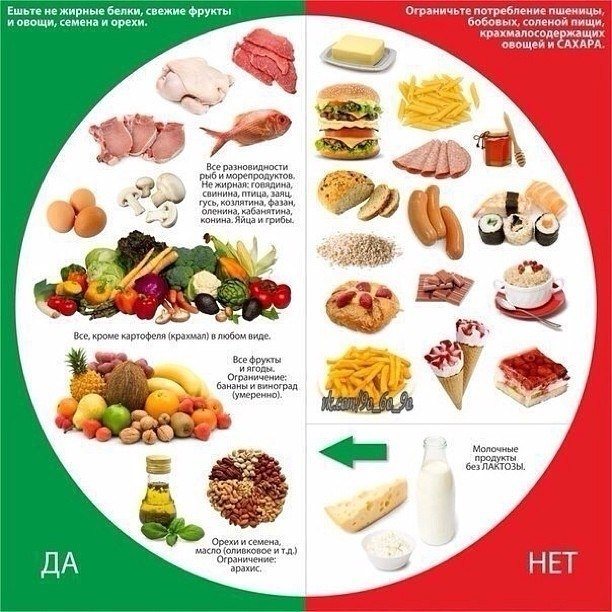 Ешьте не жирные белки, свежие фрукты
и овощи, семена и орехи.
Ограничьте потребление пшеницы,
бобовых, соленой пищи,
крахмалосодержащих
овощей и САХАРА.
Все разновидности
рыб и морепродуктов.
Не жирная: говядина,
свинина, птица, заяц,
гусь, козлятина, фазан,
оленина, кабанятина,
конина. Яйца и грибы.
Все, кроме картофеля (крахмал) в любом виде.
Все фрукты
и ягоды.
Ограничение:
бананы и виноград
(умеренно).
vk.com/9o_6o_9o
Молочные
продукты
без ЛАКТОЗЫ.
Орехи и семена,
масло (оливковое и т.д.)
Ограничение:
арахис.
ДА
НЕТ